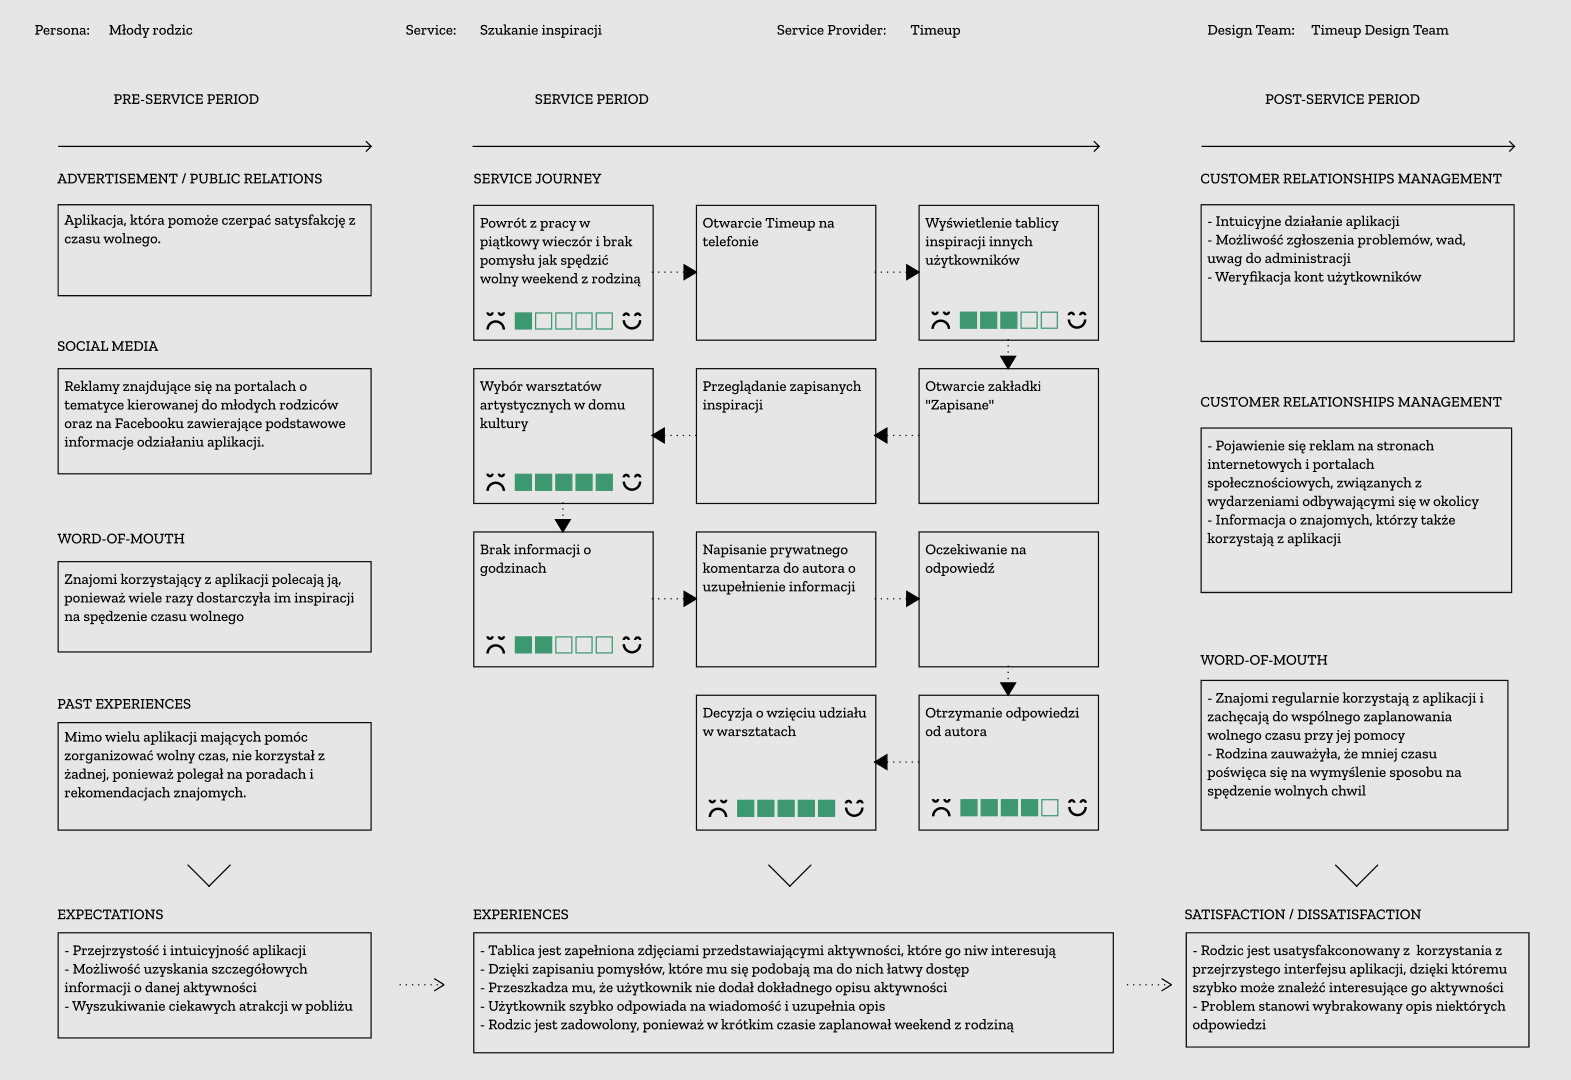 Persona: Młody rodzic
Service: Szukanie inspiracji
Service Provider: Timeup
Design Team: Timeup Design Team
PRE-SERVICE PERIOD
ADVERTISEMENT / PUBLIC RELATIONS
Aplikacja, która pomoże czerpać satysfakcję z
czasu wolnego.
SOCIAL MEDIA
Reklamy znajdujące się na portalach o
tematyce kierowanej do młodych rodziców
oraz na Facebooku zawierające podstawowe
informacje odziałaniu aplikacji.
WORD-OF-MOUTH
Znajomi korzystający z aplikacji polecają ją,
ponieważ wiele razy dostarczyła im inspiracji
na spędzenie czasu wolnego
PAST EXPERIENCES
Mimo wielu aplikacji mających pomóc
zorganizować wolny czas, nie korzystał z
żadnej, ponieważ polegał na poradach i
rekomendacjach znajomych.
EXPECTATIONS
- Przejrzystość i intuicyjność aplikacji
- Możliwość uzyskania szczegółowych
informacji o danej aktywności
- Wyszukiwanie ciekawych atrakcji w pobliżu
SERVICE PERIOD
SERVICE JOURNEY
Powrót z pracy w
piątkowy wieczór i brak
pomysłu jak spędzić
wolny weekend z rodziną
Otwarcie Timeup na
telefonie
Wyświetlenie tablicy
inspiracji innych
użytkowników
Otwarcie zakładki
"Zapisane"
Przeglądanie zapisanych
inspiracji
Wybór warsztatów
artystycznych w domu
kultury
Brak informacji o
godzinach
Napisanie prywatnego
komentarza do autora o
uzupełnienie informacji
Oczekiwanie na
odpowiedź
Otrzymanie odpowiedzi
od autora
Decyzja o wzięciu udziału
w warsztatach
EXPERIENCES
- Tablica jest zapełniona zdjęciami przedstawiającymi aktywności, które go niw interesują
- Dzięki zapisaniu pomysłów, które mu się podobają ma do nich łatwy dostęp
- Przeszkadza mu, że użytkownik nie dodał dokładnego opisu aktywności
- Użytkownik szybko odpowiada na wiadomość i uzupełnia opis
- Rodzic jest zadowolony, ponieważ w krótkim czasie zaplanował weekend z rodziną
POST-SERVICE PERIOD
CUSTOMER RELATIONSHIPS MANAGEMENT
- Intuicyjne działanie aplikacji
- Możliwość zgłoszenia problemów, wad,
uwag do administracji
- Weryfikacja kont użytkowników
CUSTOMER RELATIONSHIPS MANAGEMENT
- Pojawienie się reklam na stronach
internetowych i portalach
społecznościowych, związanych z
wydarzeniami odbywającymi się w okolicy
- Informacja o znajomych, którzy także
korzystają z aplikacji
WORD-OF-MOUTH
- Znajomi regularnie korzystają z aplikacji i
zachęcają do wspólnego zaplanowania
wolnego czasu przy jej pomocy
- Rodzina zauważyła, że mniej czasu
poświęca się na wymyślenie sposobu na
spędzenie wolnych chwil
SATISFACTION / DISSATISFACTION
- Rodzic jest usatysfakconowany z korzystania z
przejrzystego interfejsu aplikacji, dzięki któremu
szybko może znaleźć interesujące go aktywności
- Problem stanowi wybrakowany opis niektórych
odpowiedzi